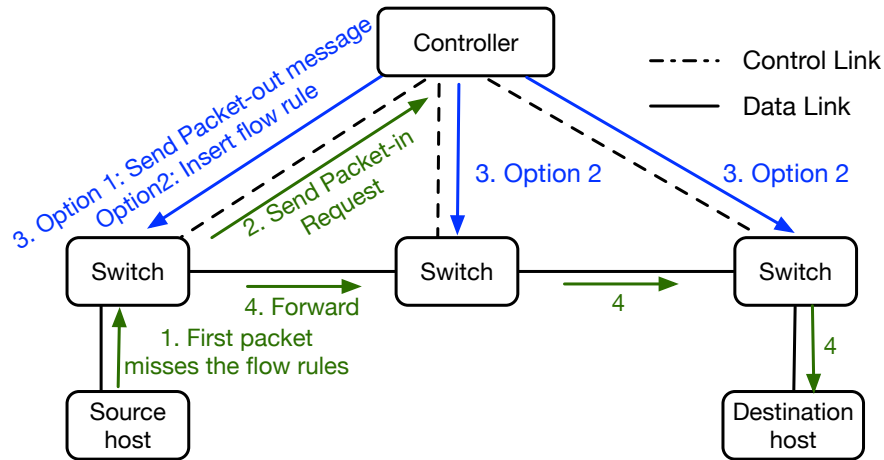 Controller
Control Link
Data Link
3. Option 1: Send Packet-out message
Option2: Insert flow rule
2. Send Packet-in
Request
3. Option 2
3. Option 2
Switch
Switch
Switch
4. Forward
4
1. First packet
misses the flow rules
4
Source
host
Destination
host